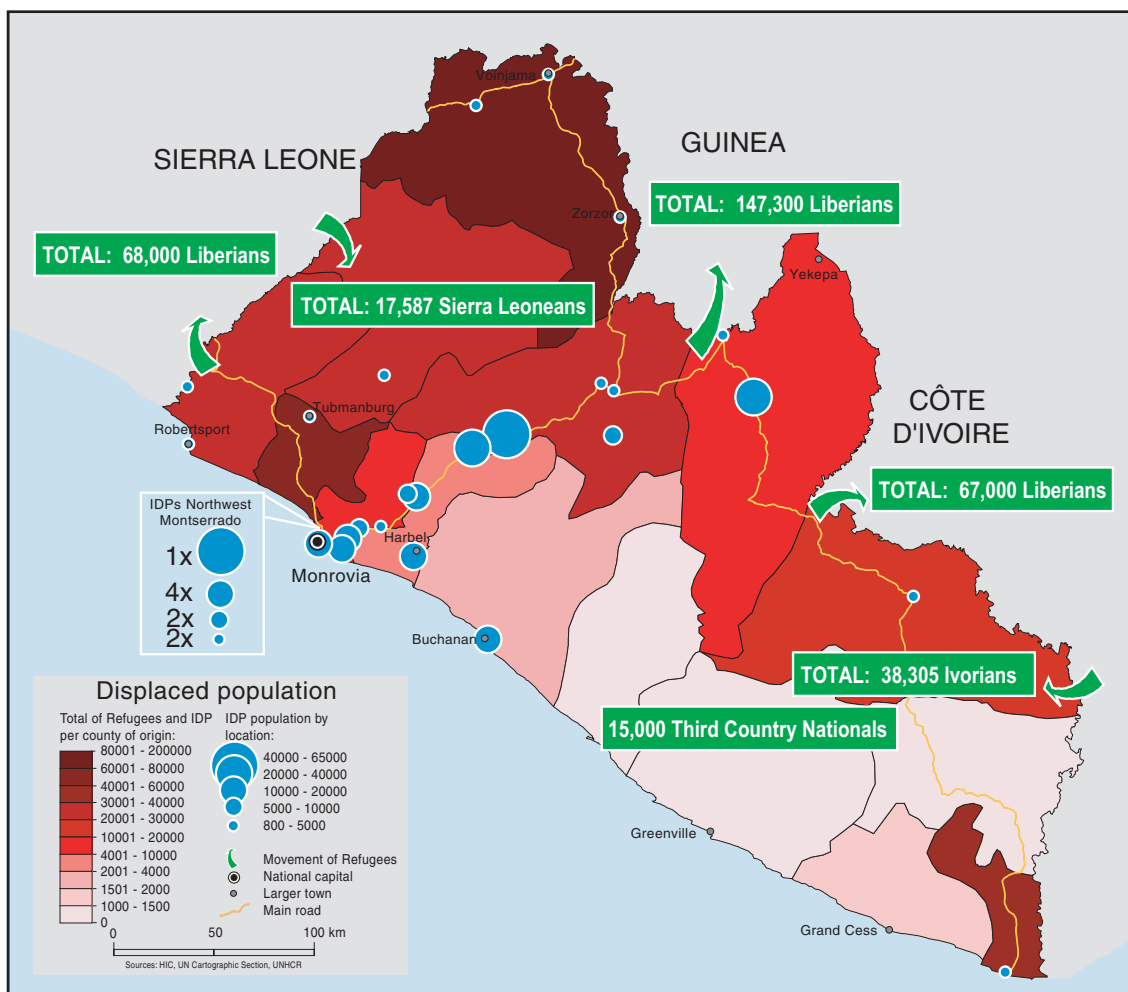 Voinjama
SIERRA LEONE
GUINEA
TOTAL: 147,300 Liberians
Zorzor
TOTAL: 68,000 Liberians
Yekepa
TOTAL: 17,587 Sierra Leoneans
CÔTE
D'IVOIRE
Tubmanburg
Robertsport
TOTAL: 67,000 Liberians
IDPs Northwest
Montserrado
1x
4x
2x
2x
Harbel
Monrovia
Buchanan
TOTAL: 38,305 Ivorians
15,000 Third Country Nationals
Greenville
Grand Cess
Displaced population
Total of Refugees and IDP
per county of origin:
80001 - 200000
60001 - 80000
40001 - 60000
30001 - 40000
20001 - 30000
10001 - 20000
4001 - 10000
2001 - 4000
1501 - 2000
1000 - 1500
0
IDP population by
location:
40000 - 65000
20000 - 40000
10000 - 20000
5000 - 10000
800 - 5000
Movement of Refugees
National capital
Larger town
Main road
0 50 100 km
Sources: HIC, UN Cartographic Section, UNHCR